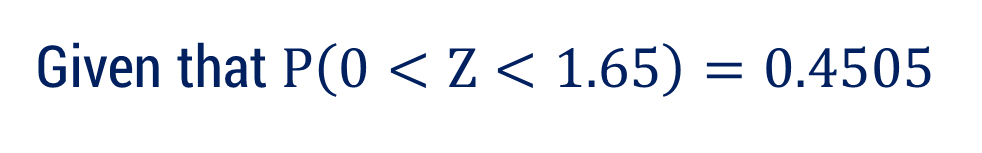 Given that P(0 < Z < 1.65) = 0.4505